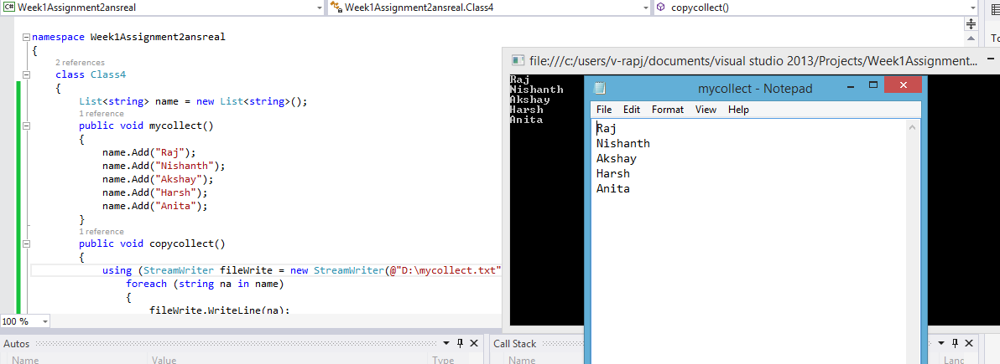 Week1Assignment2ansreal
Week1Assignment2ansreal.Class4
copycollect()
namespace Week1Assignment2ansreal
{
2 references
class Class4
{
List<string> name = new List<string>();
1 reference
public void mycollect()
{
name.Add("Raj");
name.Add("Nishanth");
name.Add("Akshay");
name.Add("Harsh");
name.Add("Anita");
}
1 reference
public void copycollect()
{
using (StreamWriter fileWrite = new StreamWriter(@"D:\mycollect.txt"
foreach (string na in name)
{
fileWrite.WriteLine(na);
100 %
Autos
Name Value Type
Call Stack
Name Lang
To
file:///c:/users/v-rapj/documents/visual studio 2013/Projects/Week1Assignment...
Raj
Nishanth
Akshay
Harsh
Anita
mycollect - Notepad
File Edit Format View Help
Raj
Nishanth
Akshay
Harsh
Anita